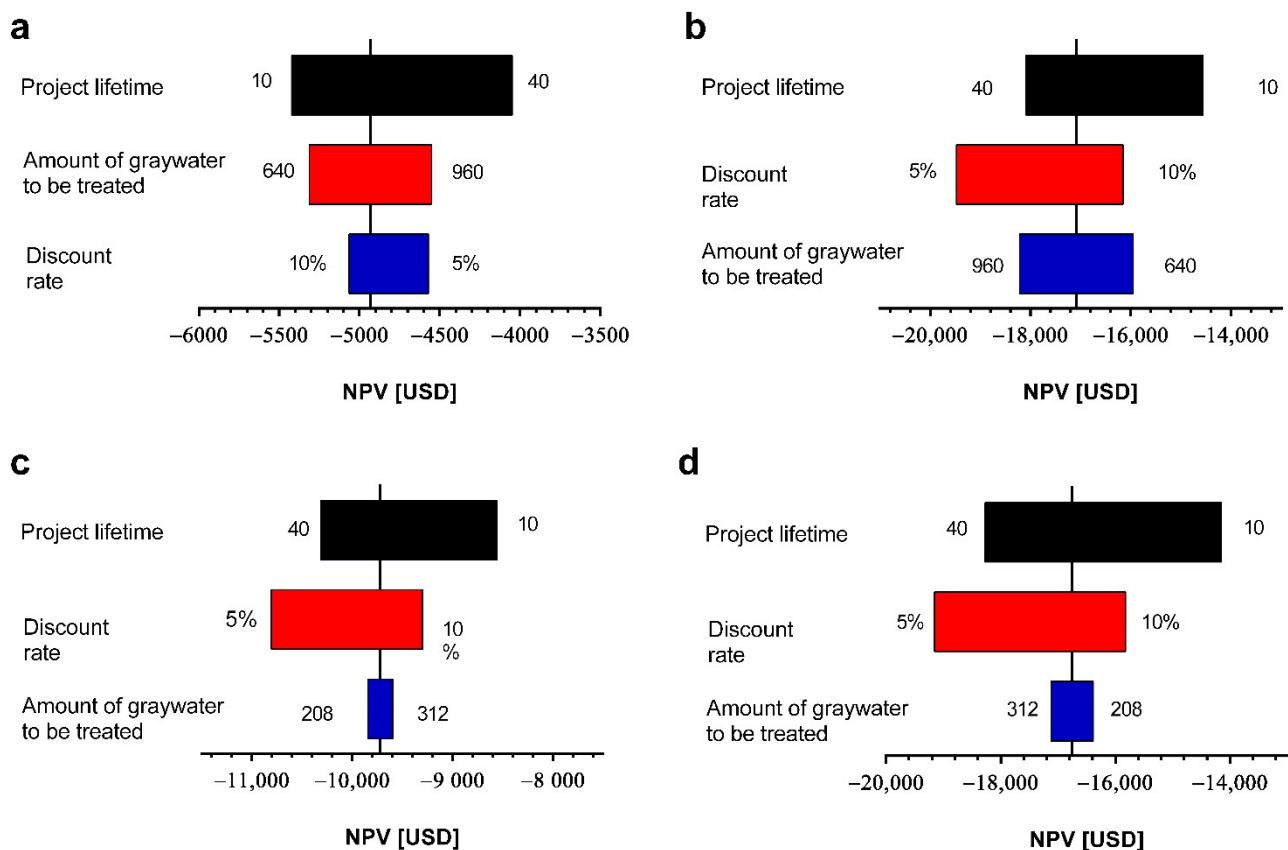 a
Project lifetime
10
40
Amount of graywater
to be treated
640
960
Discount
rate
10%
5%
−6000 −5500 −5000 −4500 −4000 −3500
NPV [USD]
b
Project lifetime
40
10
Discount
rate
5%
10%
Amount of graywater
to be treated
960
640
−20,000 −18,000 −16,000 −14,000
NPV [USD]
c
Project lifetime
40
10
Discount
rate
5%
10
%
Amount of graywater
to be treated
208
312
−11,000 −10,000 −9 000 −8 000
NPV [USD]
d
Project lifetime
40
10
Discount
rate
5%
10%
Amount of graywater
to be treated
312
208
−20,000 −18,000 −16,000 −14,000
NPV [USD]